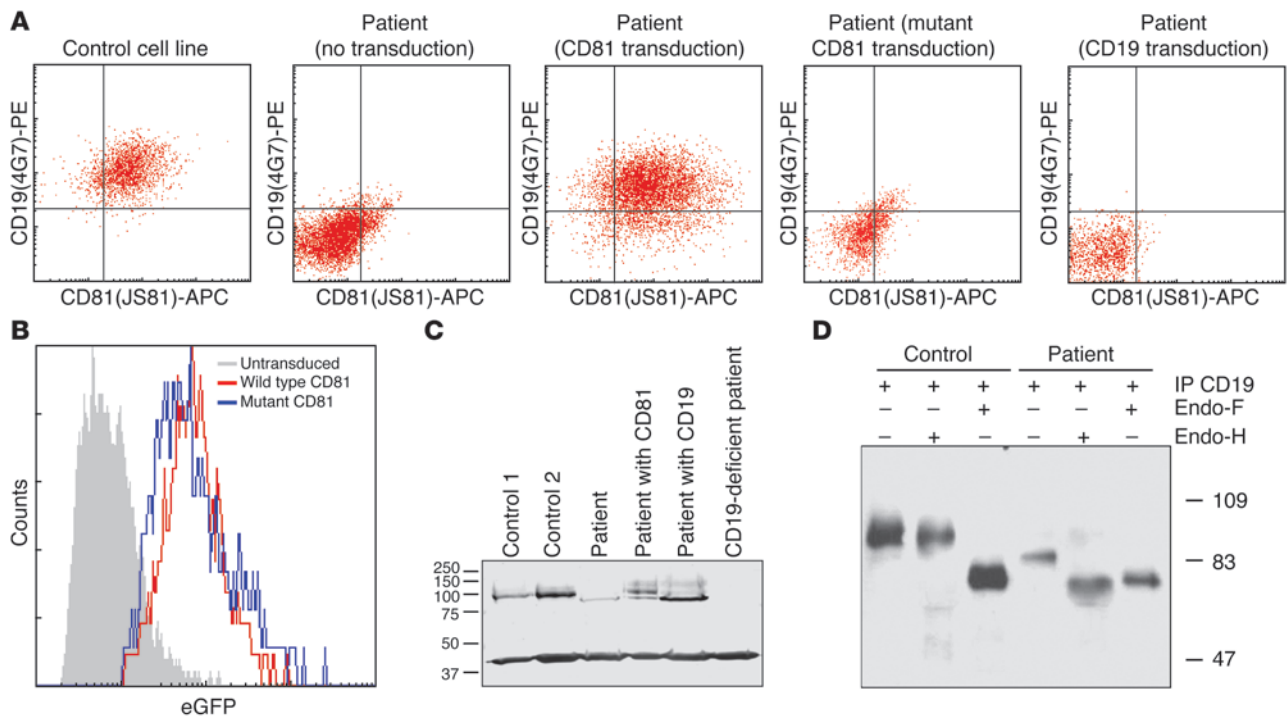 A
Control cell line
Patient
(no transduction)
Patient
(CD81 transduction)
Patient (mutant
CD81 transduction)
Patient
(CD19 transduction)
CD19(4G7)-PE
CD19(4G7)-PE
CD19(4G7)-PE
CD19(4G7)-PE
CD19(4G7)-PE
CD81(JS81)-APC
CD81(JS81)-APC
CD81(JS81)-APC
CD81(JS81)-APC
CD81(JS81)-APC
B
Untransduced
Wild type CD81
Mutant CD81
Counts
eGFP
C
Control 1
Control 2
Patient
Patient with CD81
Patient with CD19
CD19-deficient patient
250
150
100
75
50
37
D
Control Patient
+ + + + + + IP CD19
− − + − − + Endo-F
− + − − + − Endo-H
— 109
— 83
— 47